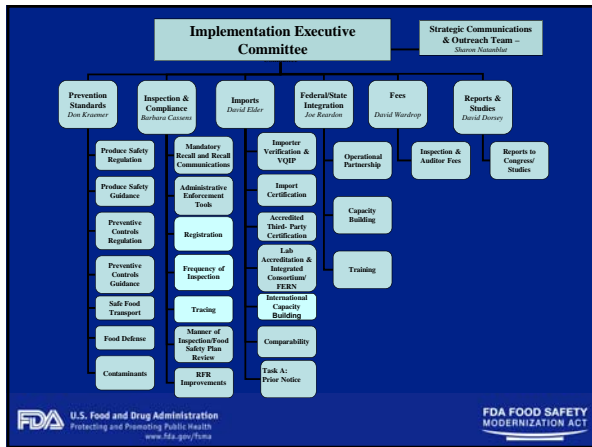 Implementation Executive
Committee
Strategic Communications
& Outreach Team –
Sharon Natanblut
Prevention
Standards
Don Kraemer
Inspection &
Compliance
Barbara Cassens
Imports
David Elder
Federal/State
Integration
Joe Reardon
Fees
David Wardrop
Reports &
Studies
David Dorsey
Produce Safety
Regulation
Produce Safety
Guidance
Preventive
Controls
Regulation
Preventive
Controls
Guidance
Safe Food
Transport
Food Defense
Contaminants
Mandatory
Recall and Recall
Communications
Administrative
Enforcement
Tools
Registration
Frequency of
Inspection
Tracing
Manner of
Inspection/Food
Safety Plan
Review
RFR
Improvements
Importer
Verification &
VQIP
Import
Certification
Accredited
Third- Party
Certification
Lab
Accreditation &
Integrated
Consortium/
FERN
International
Capacity
Building
Comparability
Task A:
Prior Notice
Operational
Partnership
Capacity
Building
Training
Inspection &
Auditor Fees
Reports to
Congress/
Studies
FDA U.S. Food and Drug Administration
Protecting and Promoting Public Health
www.fda.gov/fsma
FDA FOOD SAFETY
MODERNIZATION ACT